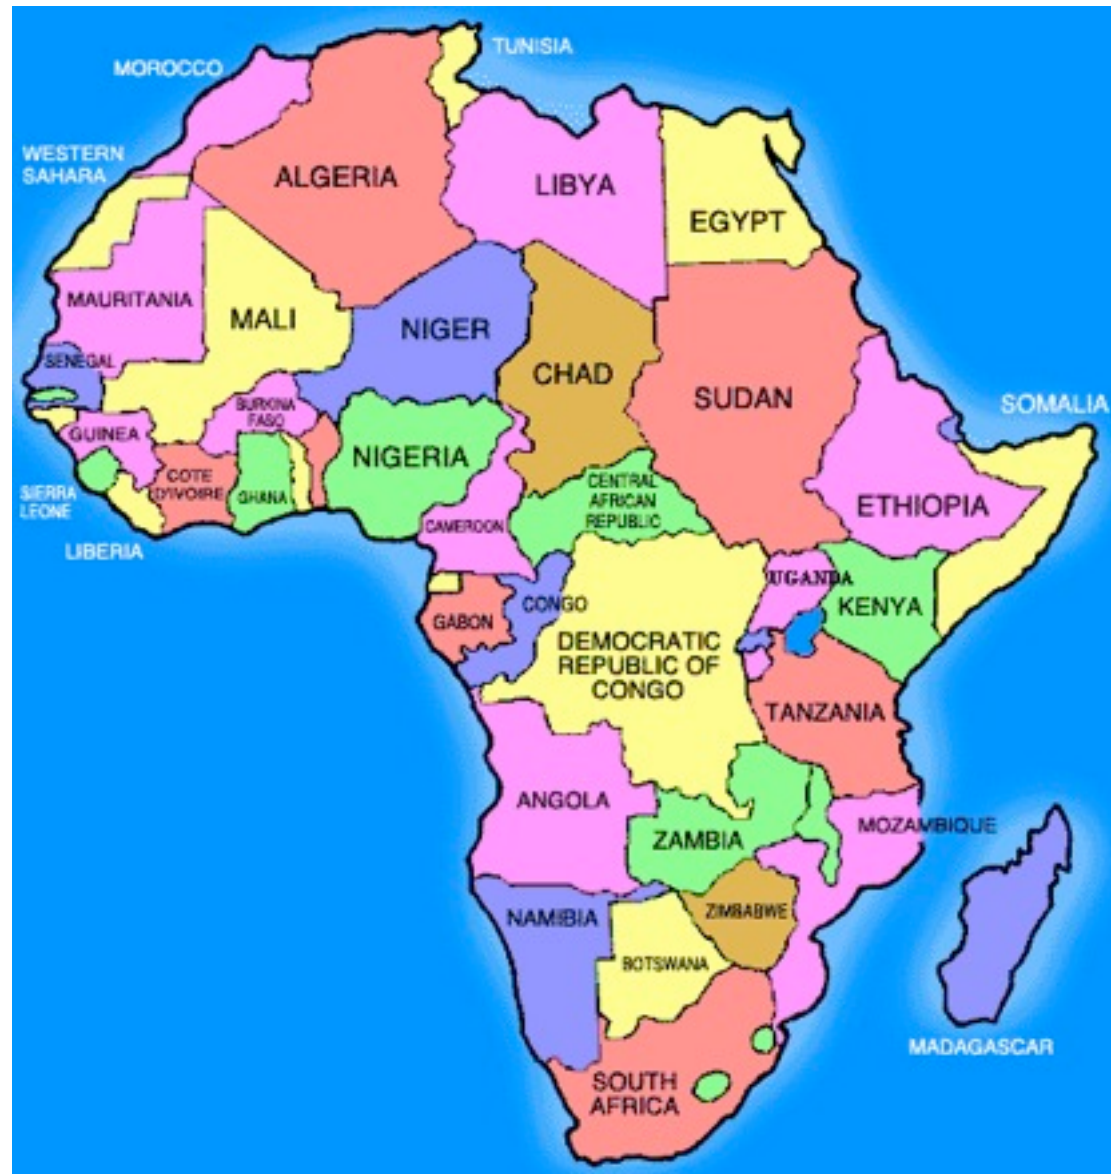 TUNISIA
MOROCCO
WESTERN
SAHARA
ALGERIA
LIBYA
EGYPT
MAURITANIA
MALI
NIGER
CHAD
SUDAN
SENEGAL
BURKINA
FASO
SOMALIA
GUINEA
NIGERIA
COTE
D'IVOIRE
GHANA
CENTRAL
AFRICAN
REPUBLIC
ETHIOPIA
SIERRA
LEONE
CAMEROON
LIBERIA
UGANDA
KENYA
CONGO
GABON
DEMOCRATIC
REPUBLIC OF
CONGO
TANZANIA
ANGOLA
MOZAMBIQUE
ZAMBIA
NAMIBIA
ZIMBABWE
BOTSWANA
MADAGASCAR
SOUTH
AFRICA